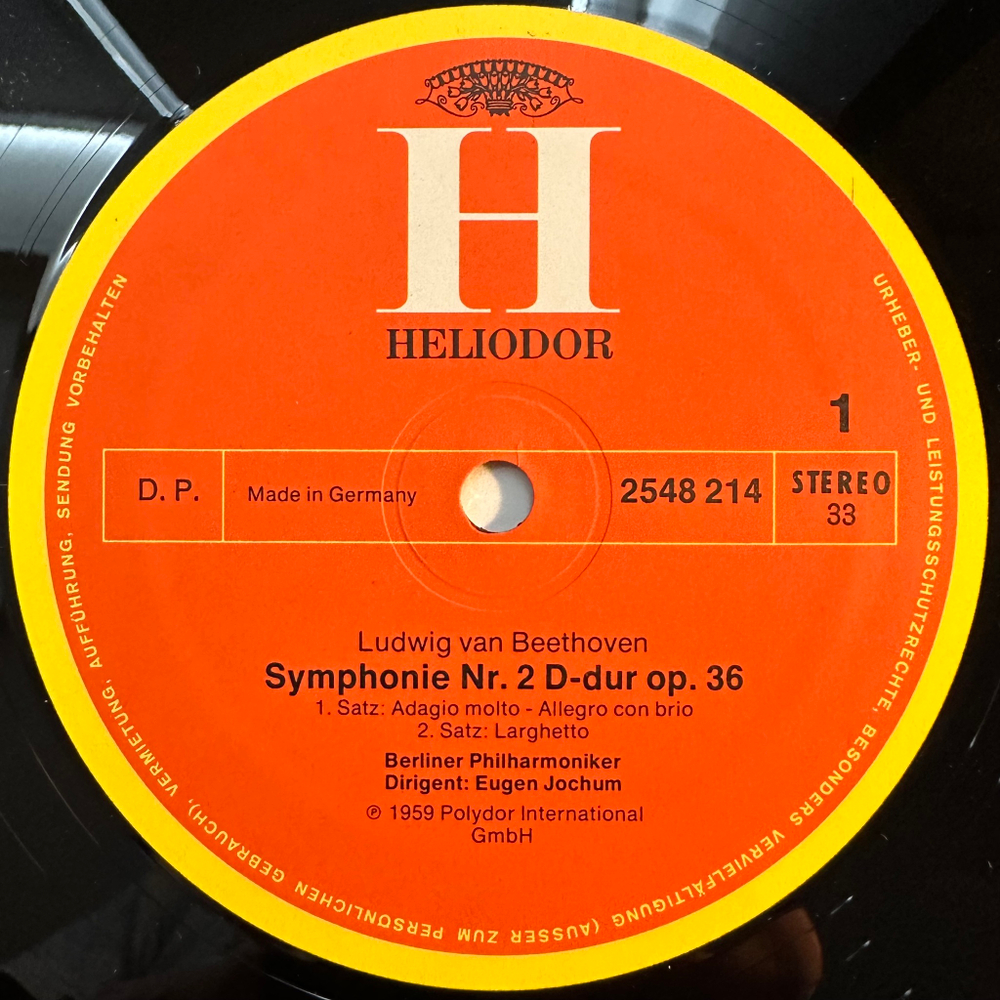 H
HELIODOR
1
D. P.
Made in Germany
2548 214
STEREO
33
Ludwig van Beethoven
Symphonie Nr. 2 D-dur op. 36
1. Satz: Adagio molto - Allegro con brio
2. Satz: Larghetto
Berliner Philharmoniker
Dirigent: Eugen Jochum
℗ 1959 Polydor International
GmbH
URHEBER- UND LEISTUNGSSCHUTZRECHTE, BESONDERS VERVIELFÄLTIGUNG (AUSSER ZUM PERSÖNLICHEN GEBRAUCH), VERMIETUNG, AUFFÜHRUNG, SENDUNG VORBEHALTEN